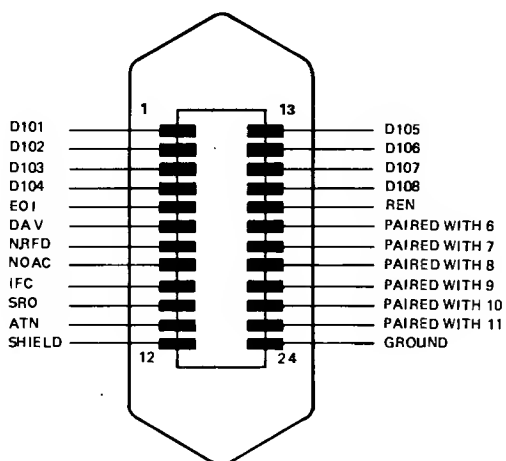 1 13
D101
D102
D103
D104
EOI
DAV
NRFD
NOAC
IFC
SRO
ATN
SHIELD
12
D105
D106
D107
D108
REN
PAIRED WITH 6
PAIRED WITH 7
PAIRED WITH 8
PAIRED WITH 9
PAIRED WITH 10
PAIRED WITH 11
GROUND
24